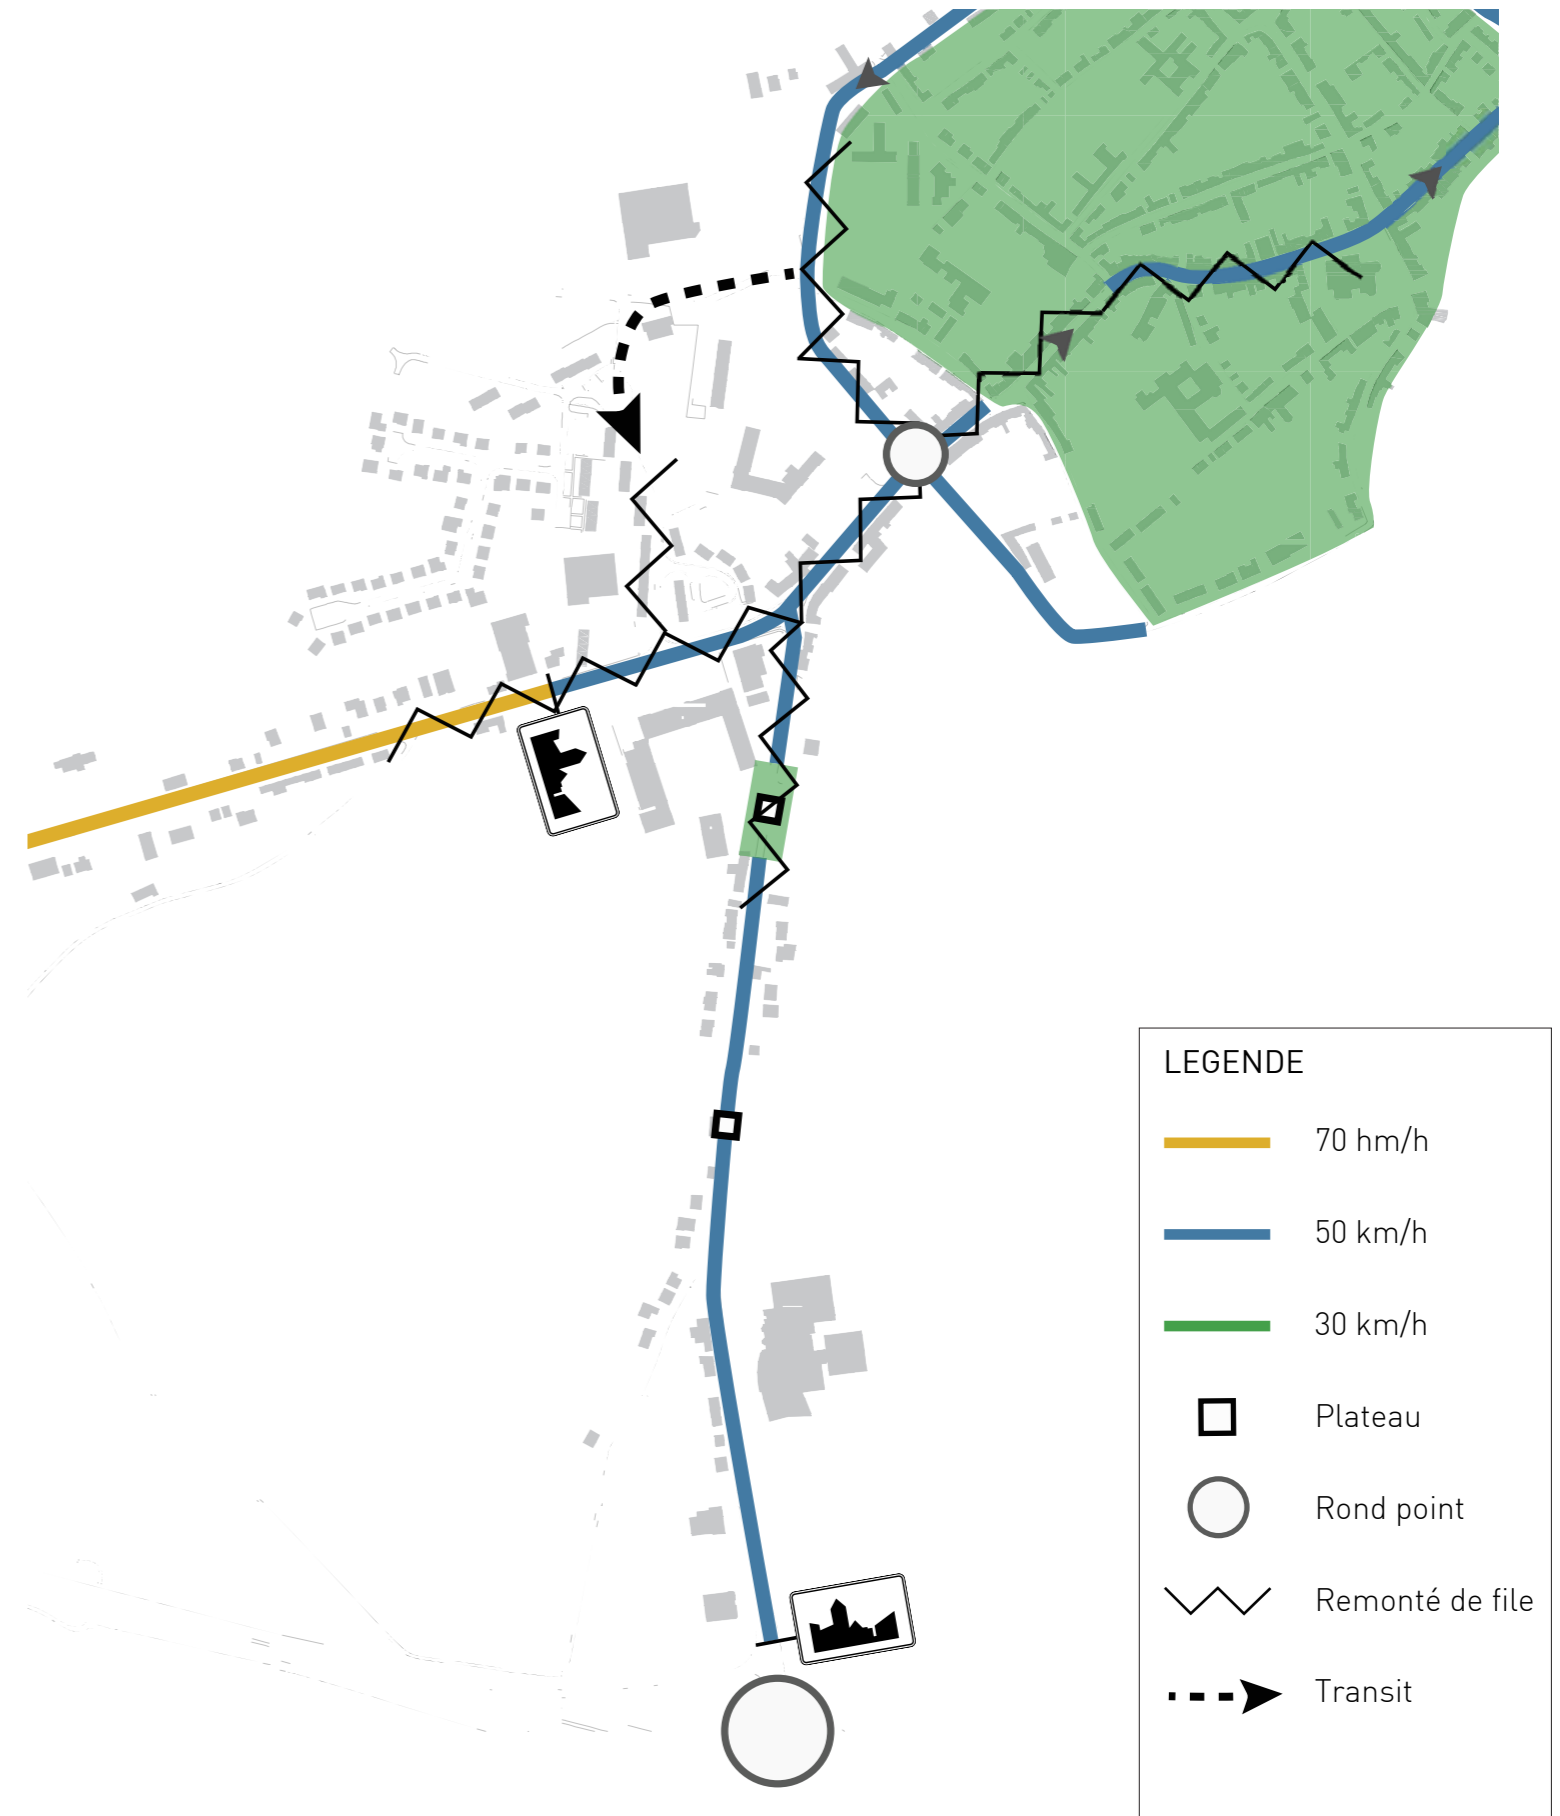 LEGENDE
70 hm/h
50 km/h
30 km/h
Plateau
Rond point
Remonté de file
Transit